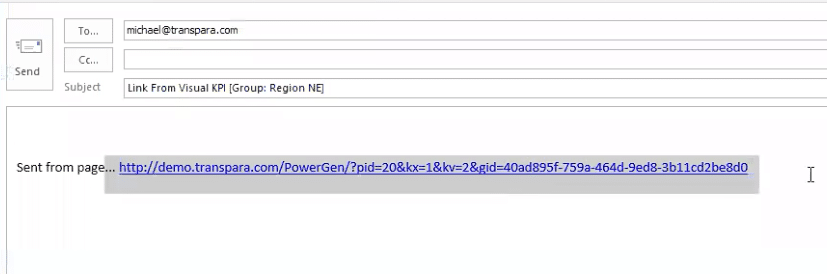 To...
michael@transpara.com
Send
Cc...
Subject
Link From Visual KPI [Group: Region NE]
Sent from page... http://demo.transpara.com/PowerGen/?pid=20&kx=1&kv=2&gid=40ad895f-759a-464d-9ed8-3b11cd2be8d0